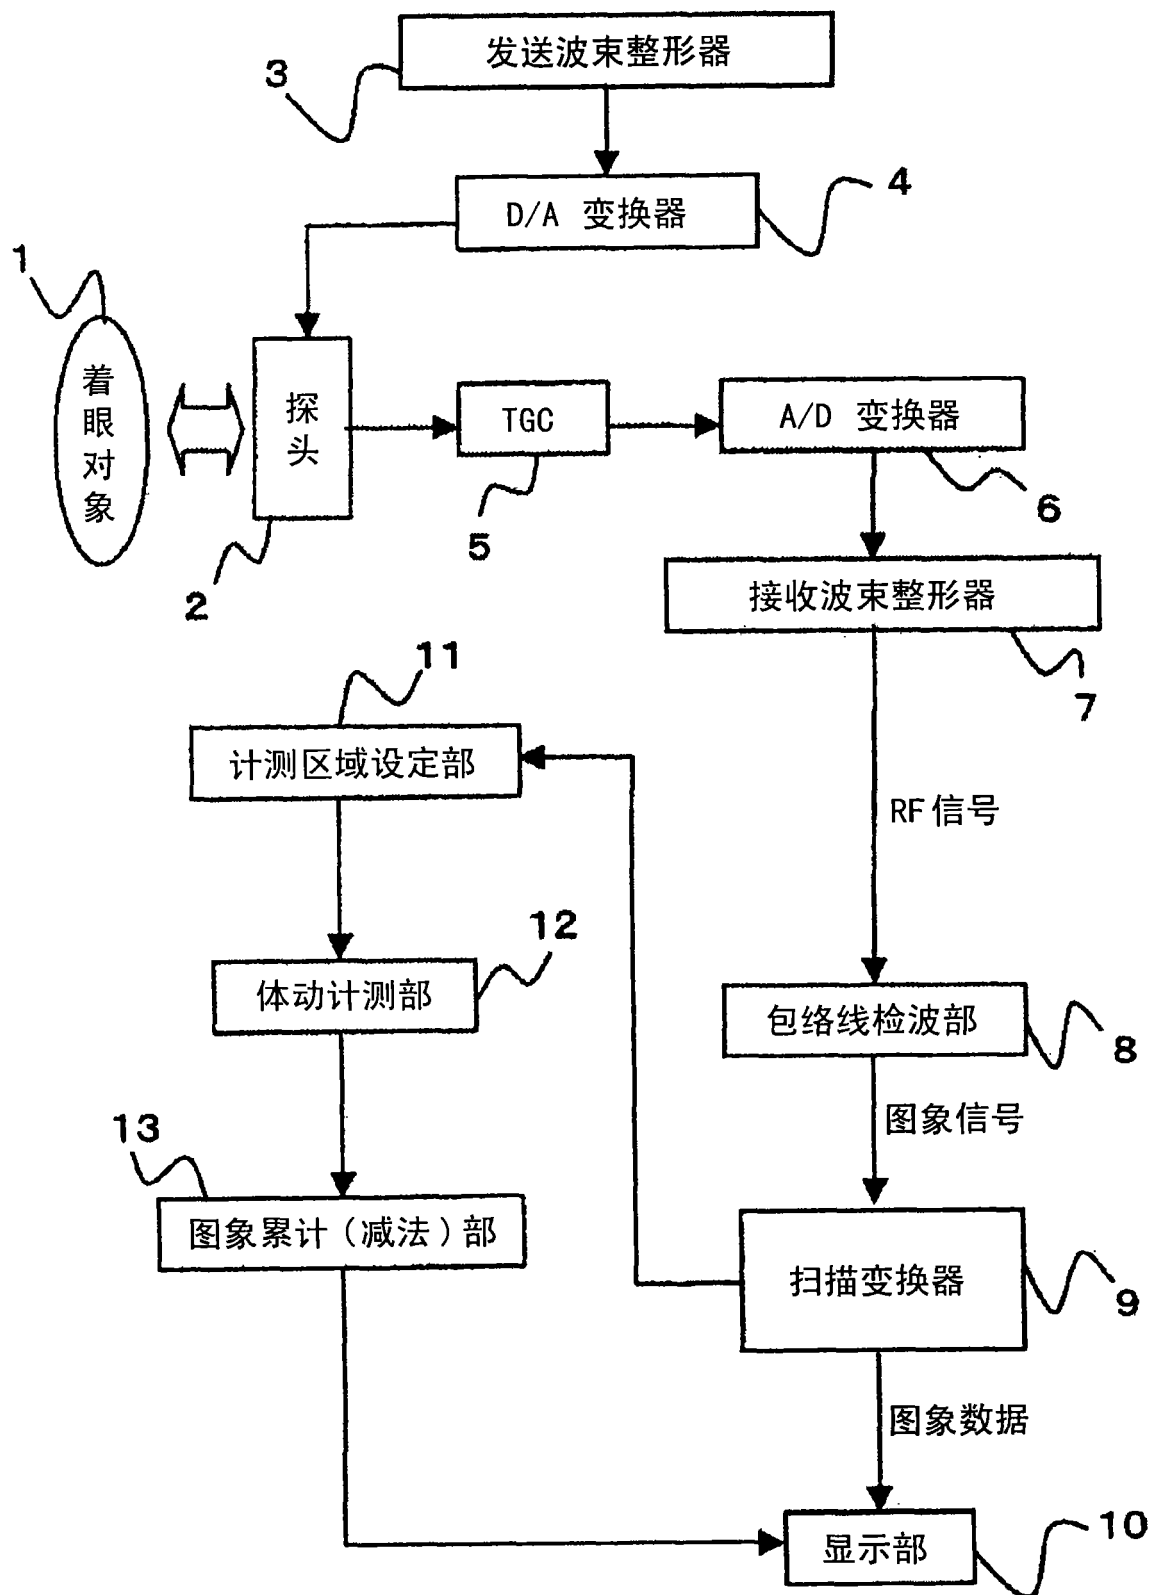 发送波束整形器
3
D/A 变换器
4
1
着眼对象
探头
2
TGC
5
A/D 变换器
6
接收波束整形器
7
11
计测区域设定部
RF信号
12
体动计测部
包络线检波部
8
图象信号
13
图象累计(减法)部
扫描变换器
9
图象数据
显示部
10